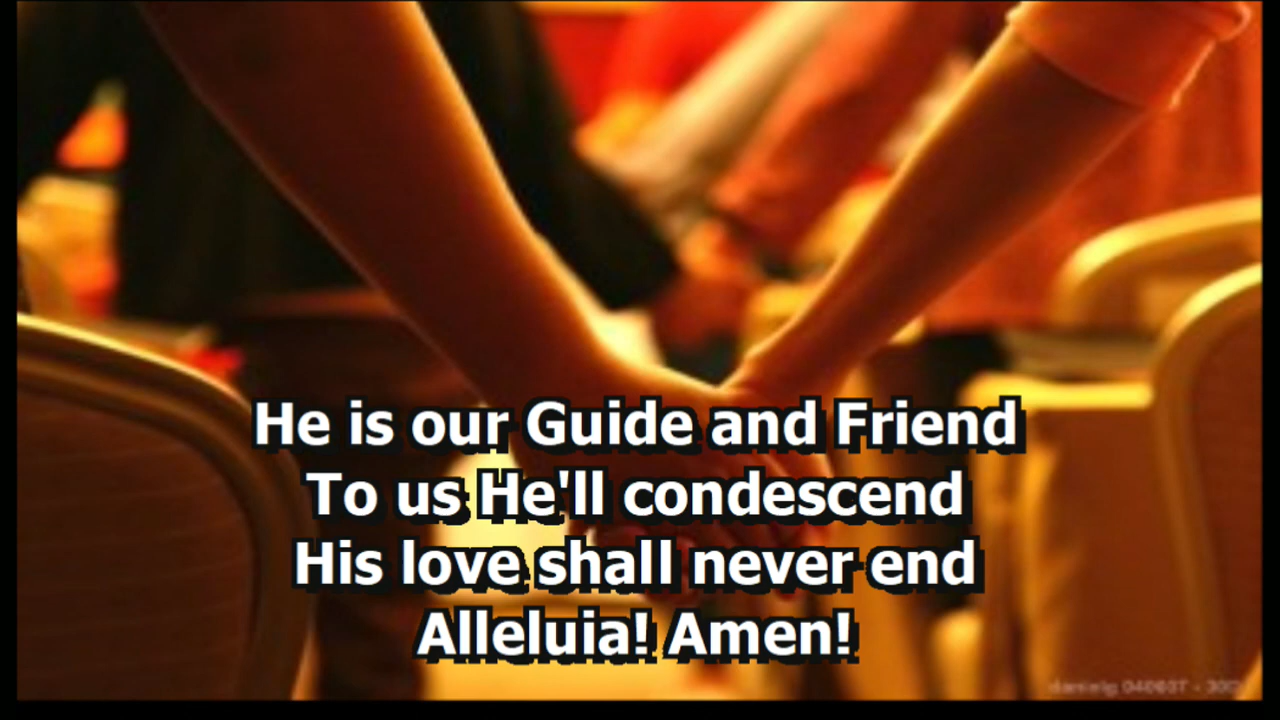 He is our Guide and Friend
To us He'll condescend
His love shall never end
Alleluia! Amen!